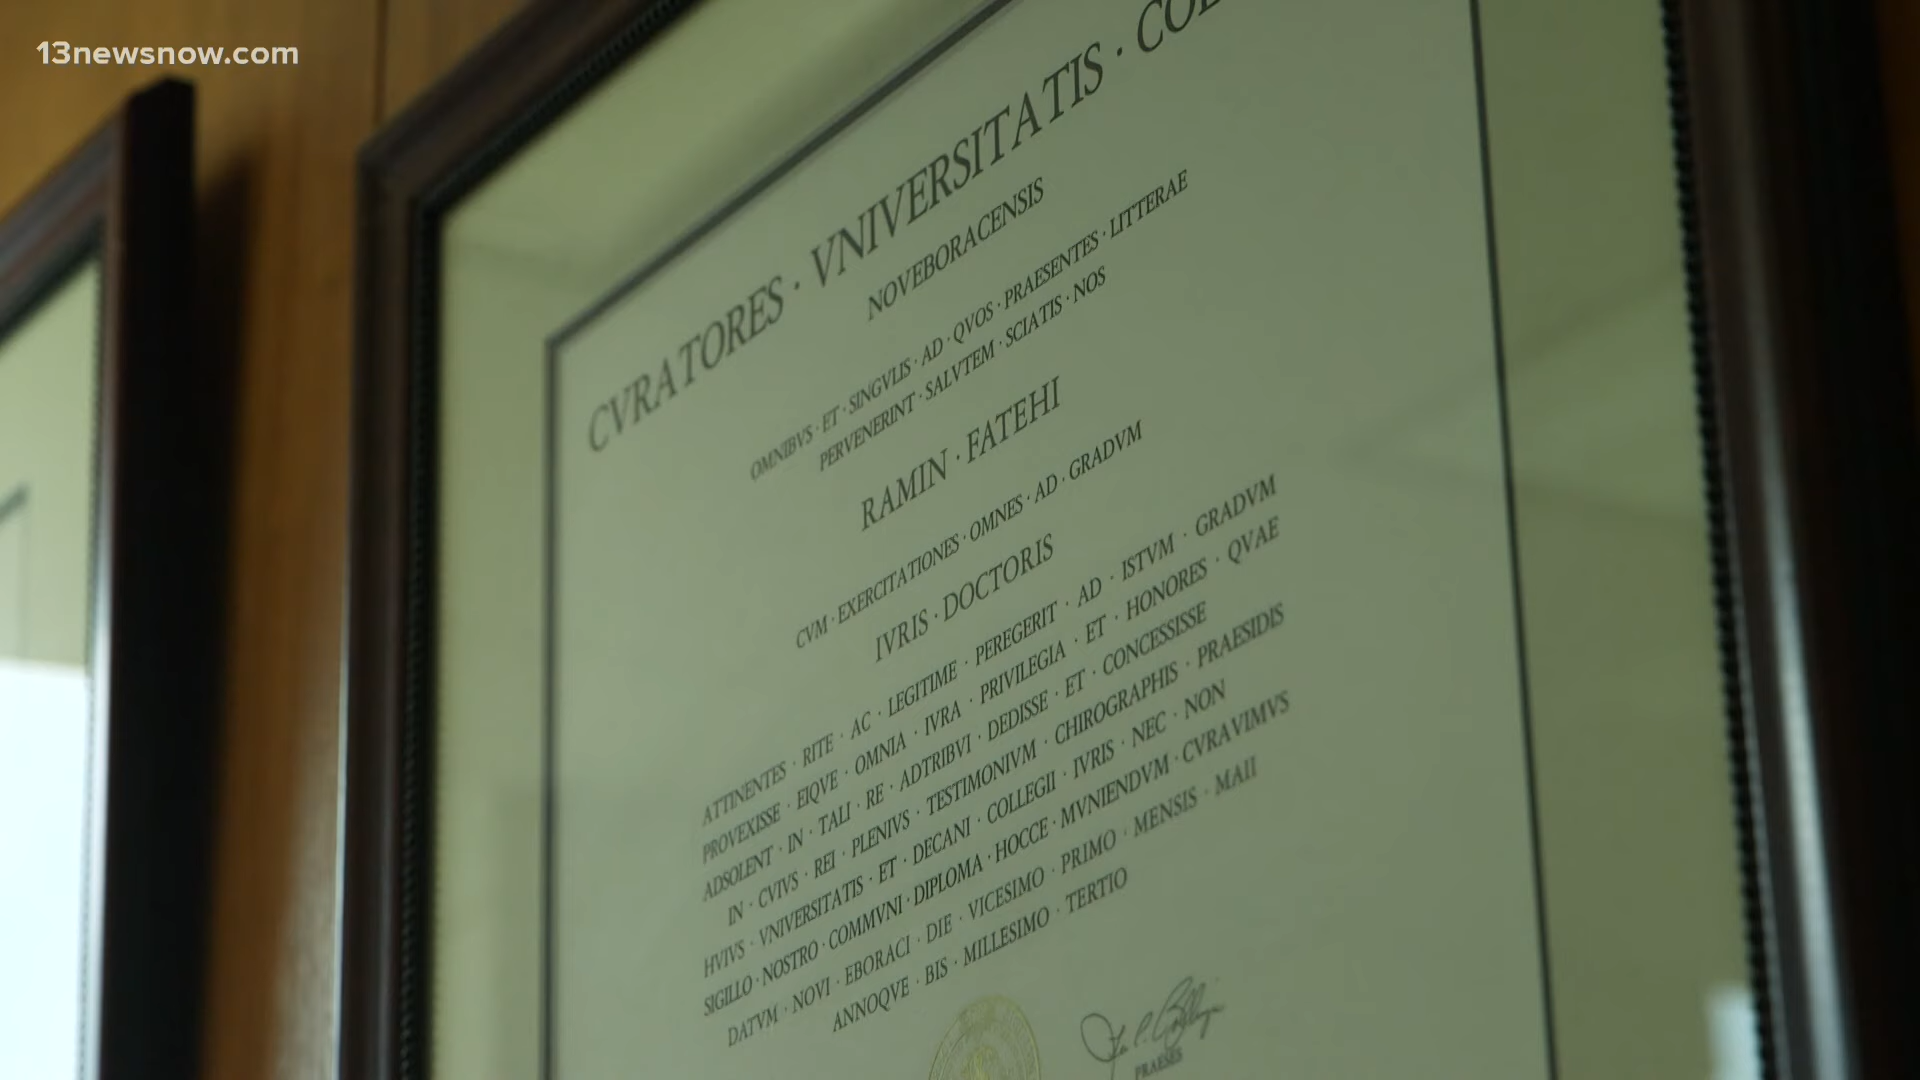 13newsnow.com
CVRATORES · VNIVERSITATIS ·
NOVEBORACENSIS
OMNIBVS · ET · SINGVLIS · AD · QVOS · PRAESENTES · LITTERAE
PERVENERINT · SALVTEM · SCIATIS · NOS
RAMIN · FATEHI
CVM · EXERCITATIONES · OMNES · AD · GRADVM
IVRIS · DOCTORIS
ATTINENTES · RITE · AC · LEGITIME · PEREGERIT · AD · ISTVM · GRADVM
PROVEXISSE · EIQVE · OMNIA · IVRA · PRIVILEGIA · ET · HONORES · QVAE
ADSOLENT · IN · TALI · RE · ADTRIBVI · DEDISSE · ET · CONCESSISSE
IN · CVIVS · REI · PLENIVS · TESTIMONIVM · CHIROGRAPHIS · PRAESIDIS
HVIVS · VNIVERSITATIS · ET · DECANI · COLLEGII · IVRIS · NEC · NON
SIGILLO · NOSTRO · COMMVNI · DIPLOMA · HOCCE · MVNIENDVM · CVRAVIMVS
DATVM · NOVI · EBORACI · DIE · VICESIMO · PRIMO · MENSIS · MAII
ANNOQVE · BIS · MILLESIMO · TERTIO
PRAESES